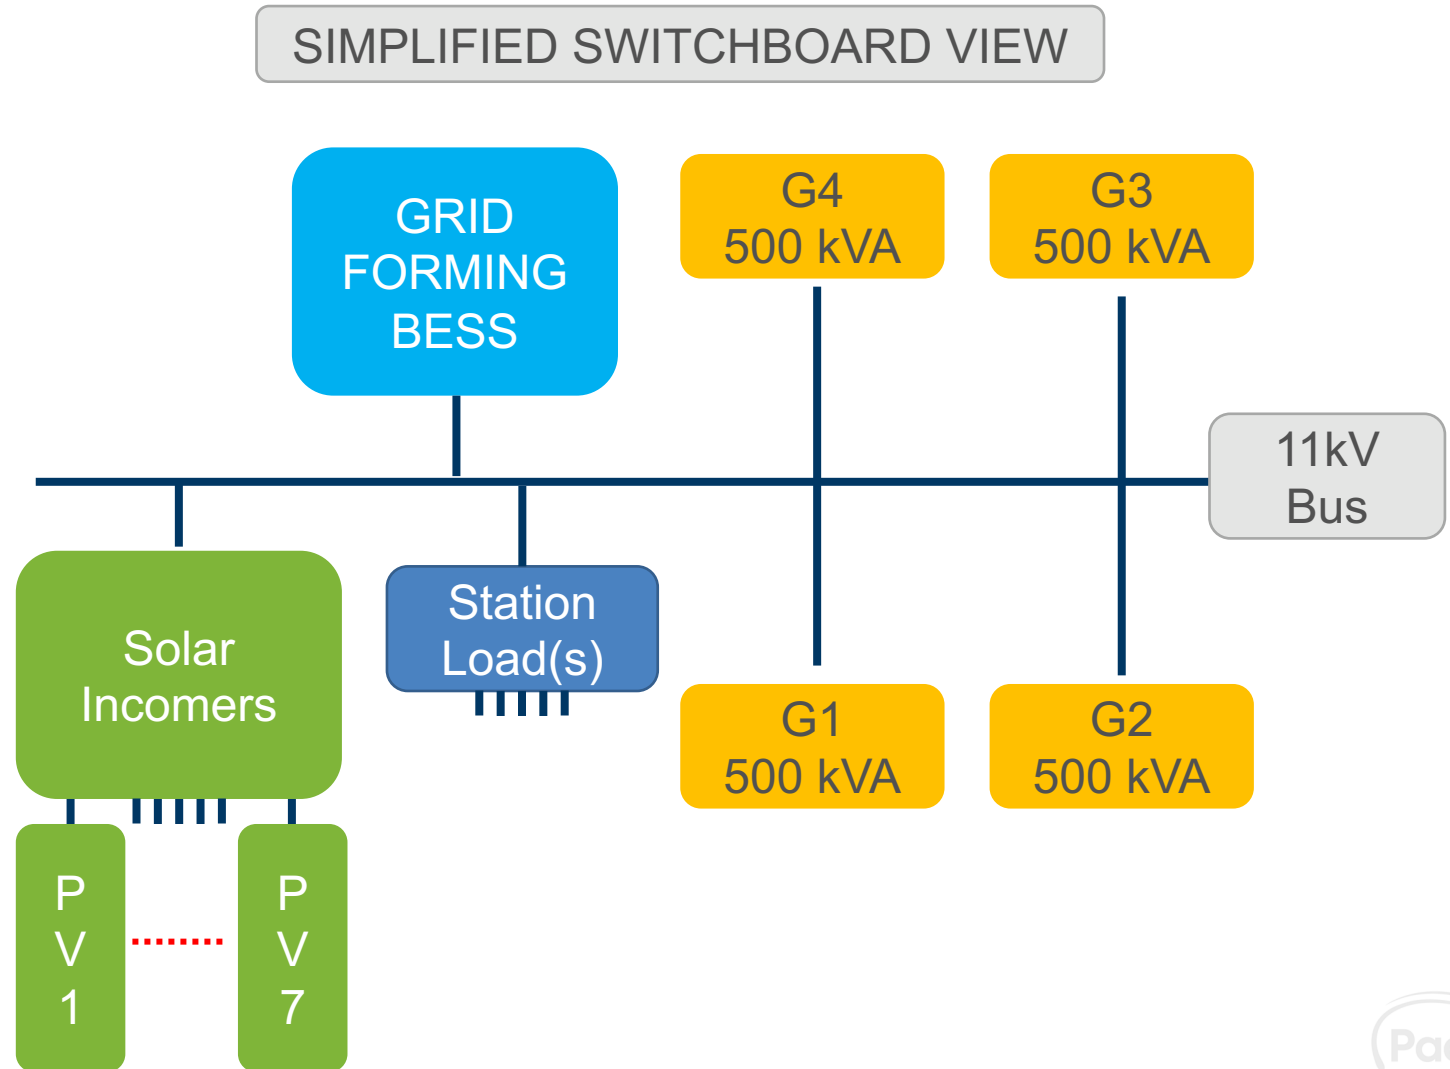 SIMPLIFIED SWITCHBOARD VIEW
GRID
FORMING
BESS
G4
500 kVA
G3
500 kVA
11kV
Bus
Solar
Incomers
Station
Load(s)
G1
500 kVA
G2
500 kVA
P
V
1
P
V
7